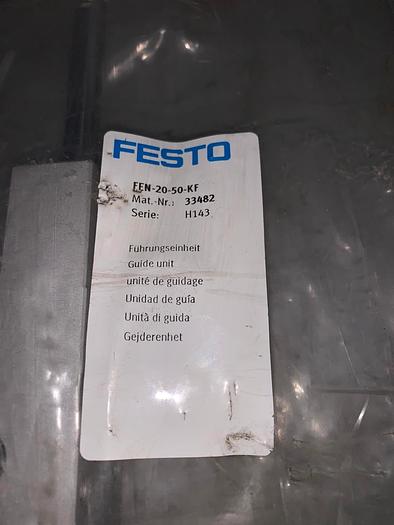 FESTO
FEN-20-50-KF
Mat.-Nr.: 33482
Serie: H143
Führungseinheit
Guide unit
unité de guidage
Unidad de guía
Unità di guida
Gejderenhet